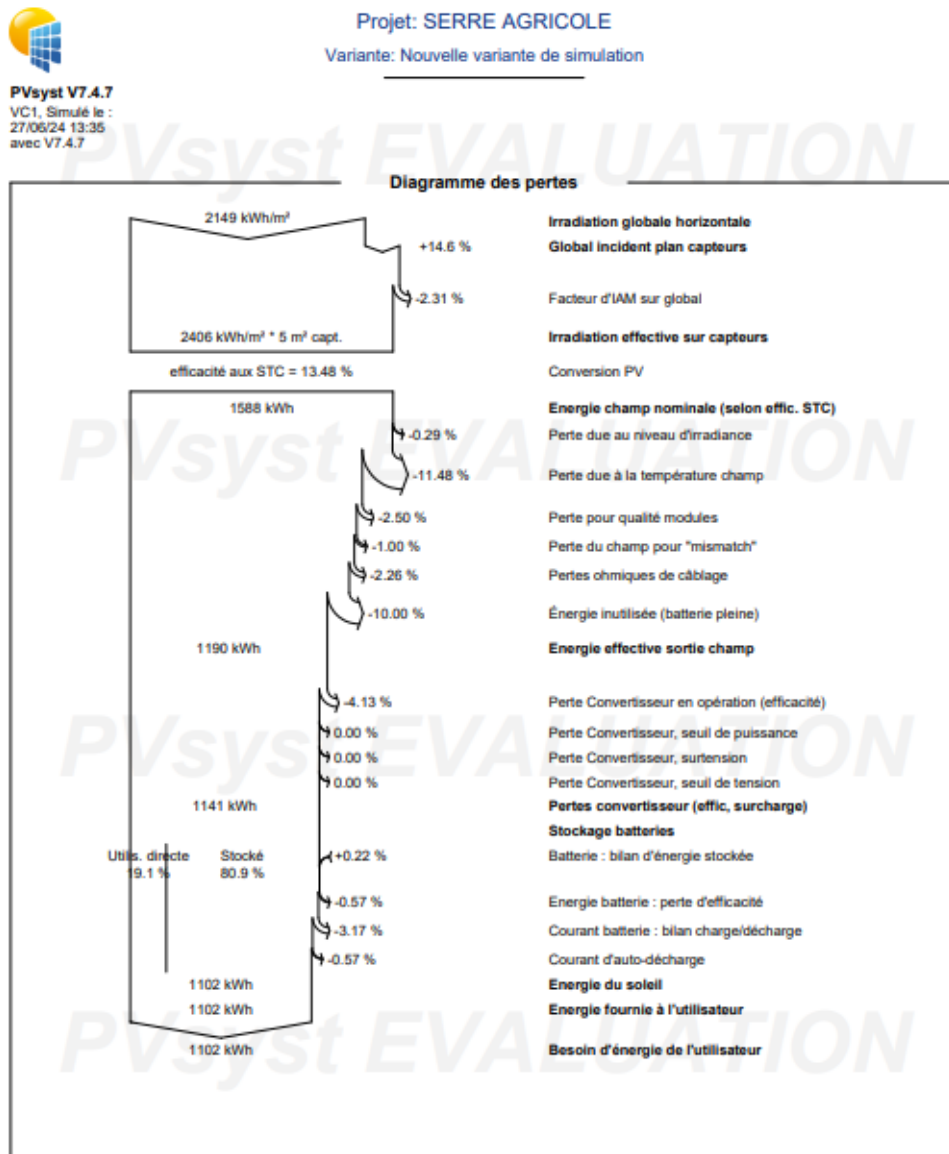 Projet: SERRE AGRICOLE
Variante: Nouvelle variante de simulation
PVsyst V7.4.7
VC1, Simulé le :
27/06/24 13:35
avec V7.4.7
PVsyst EVALUATION
Diagramme des pertes
2149 kWh/m² Irradiation globale horizontale
+14.6 % Global incident plan capteurs
-2.31 % Facteur d'IAM sur global
2406 kWh/m² * 5 m² capt. Irradiation effective sur capteurs
efficacité aux STC = 13.48 % Conversion PV
1588 kWh Energie champ nominale (selon effic. STC)
-0.29 % Perte due au niveau d'irradiance
PVsyst EVALUATION
-11.48 % Perte due à la température champ
-2.50 % Perte pour qualité modules
-1.00 % Perte du champ pour "mismatch"
-2.26 % Pertes ohmiques de câblage
-10.00 % Énergie inutilisée (batterie pleine)
1190 kWh Energie effective sortie champ
-4.13 % Perte Convertisseur en opération (efficacité)
0.00 % Perte Convertisseur, seuil de puissance
PVsyst EVALUATION
0.00 % Perte Convertisseur, surtension
0.00 % Perte Convertisseur, seuil de tension
1141 kWh Pertes convertisseur (effic, surcharge)
Stockage batteries
Utilis. directe Stocké +0.22 % Batterie : bilan d'énergie stockée
19.1 % 80.9 %
-0.57 % Energie batterie : perte d'efficacité
-3.17 % Courant batterie : bilan charge/décharge
-0.57 % Courant d'auto-décharge
1102 kWh Energie du soleil
1102 kWh Energie fournie à l'utilisateur
PVsyst EVALUATION
1102 kWh Besoin d'énergie de l'utilisateur